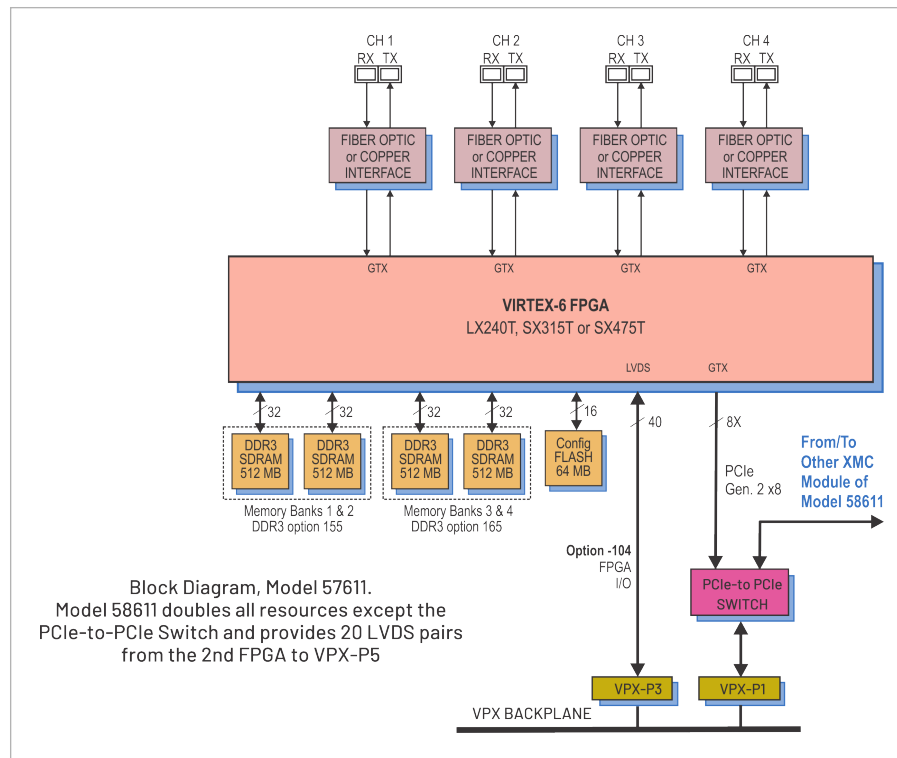 CH 1
RX TX
CH 2
RX TX
CH 3
RX TX
CH 4
RX TX
FIBER OPTIC
or COPPER
INTERFACE
FIBER OPTIC
or COPPER
INTERFACE
FIBER OPTIC
or COPPER
INTERFACE
FIBER OPTIC
or COPPER
INTERFACE
GTX
GTX
GTX
GTX
VIRTEX-6 FPGA
LX240T, SX315T or SX475T
LVDS
GTX
32
32
32
32
16
40
8X
DDR3
SDRAM
512 MB
DDR3
SDRAM
512 MB
DDR3
SDRAM
512 MB
DDR3
SDRAM
512 MB
Config
FLASH
64 MB
Memory Banks 1 & 2
DDR3 option 155
Memory Banks 3 & 4
DDR3 option 165
PCIe
Gen. 2 x8
From/To
Other XMC
Module of
Model 58611
Option -104
FPGA
I/O
PCIe-to PCIe
SWITCH
Block Diagram, Model 57611.
Model 58611 doubles all resources except the
PCIe-to-PCIe Switch and provides 20 LVDS pairs
from the 2nd FPGA to VPX-P5
VPX-P3
VPX-P1
VPX BACKPLANE